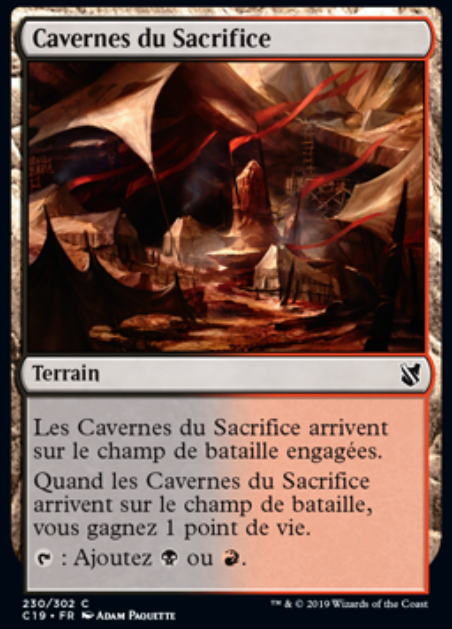 Cavernes du Sacrifice
Terrain
Les Cavernes du Sacrifice arrivent
sur le champ de bataille engagées.
Quand les Cavernes du Sacrifice
arrivent sur le champ de bataille,
vous gagnez 1 point de vie.
: Ajoutez ou .
230/302 C
C19 • FR Adam Paquette
™ & © 2019 Wizards of the Coast